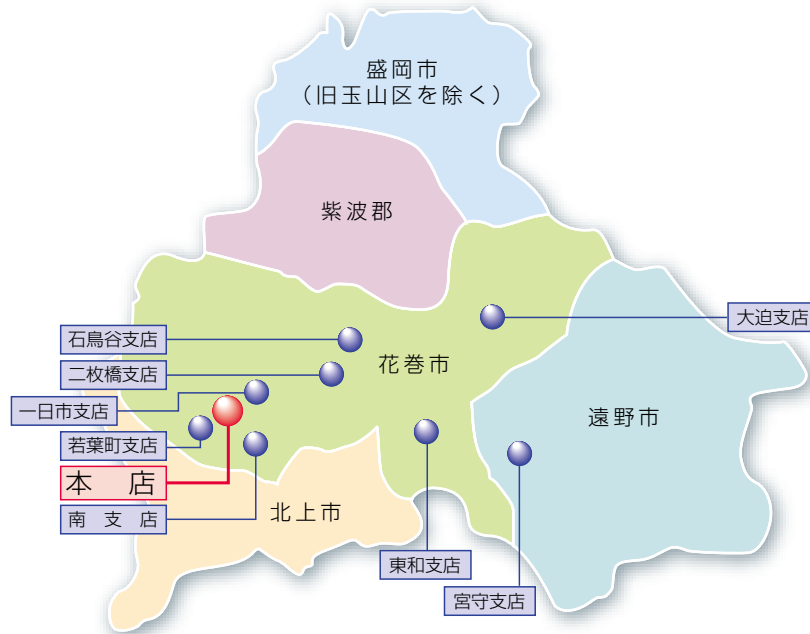 盛岡市
（旧玉山区を除く）
紫波郡
大迫支店
石鳥谷支店
花巻市
二枚橋支店
一日市支店
遠野市
若葉町支店
本 店
北上市
南 支 店
東和支店
宮守支店